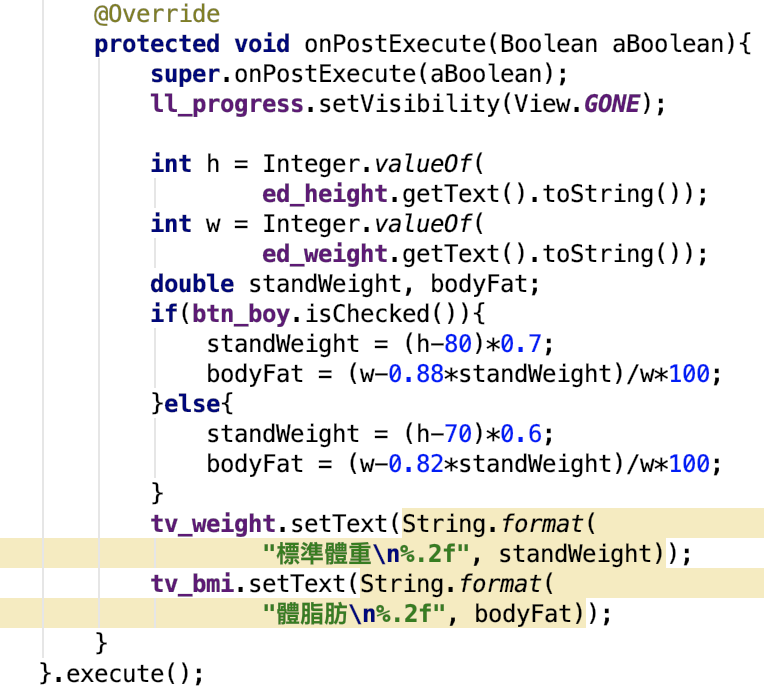 @Override
protected void onPostExecute(Boolean aBoolean){
super.onPostExecute(aBoolean);
ll_progress.setVisibility(View.GONE);
int h = Integer.valueOf(
ed_height.getText().toString());
int w = Integer.valueOf(
ed_weight.getText().toString());
double standWeight, bodyFat;
if(btn_boy.isChecked()){
standWeight = (h-80)*0.7;
bodyFat = (w-0.88*standWeight)/w*100;
}else{
standWeight = (h-70)*0.6;
bodyFat = (w-0.82*standWeight)/w*100;
}
tv_weight.setText(String.format(
"標準體重\n%.2f", standWeight));
tv_bmi.setText(String.format(
"體脂肪\n%.2f", bodyFat));
}
}.execute();